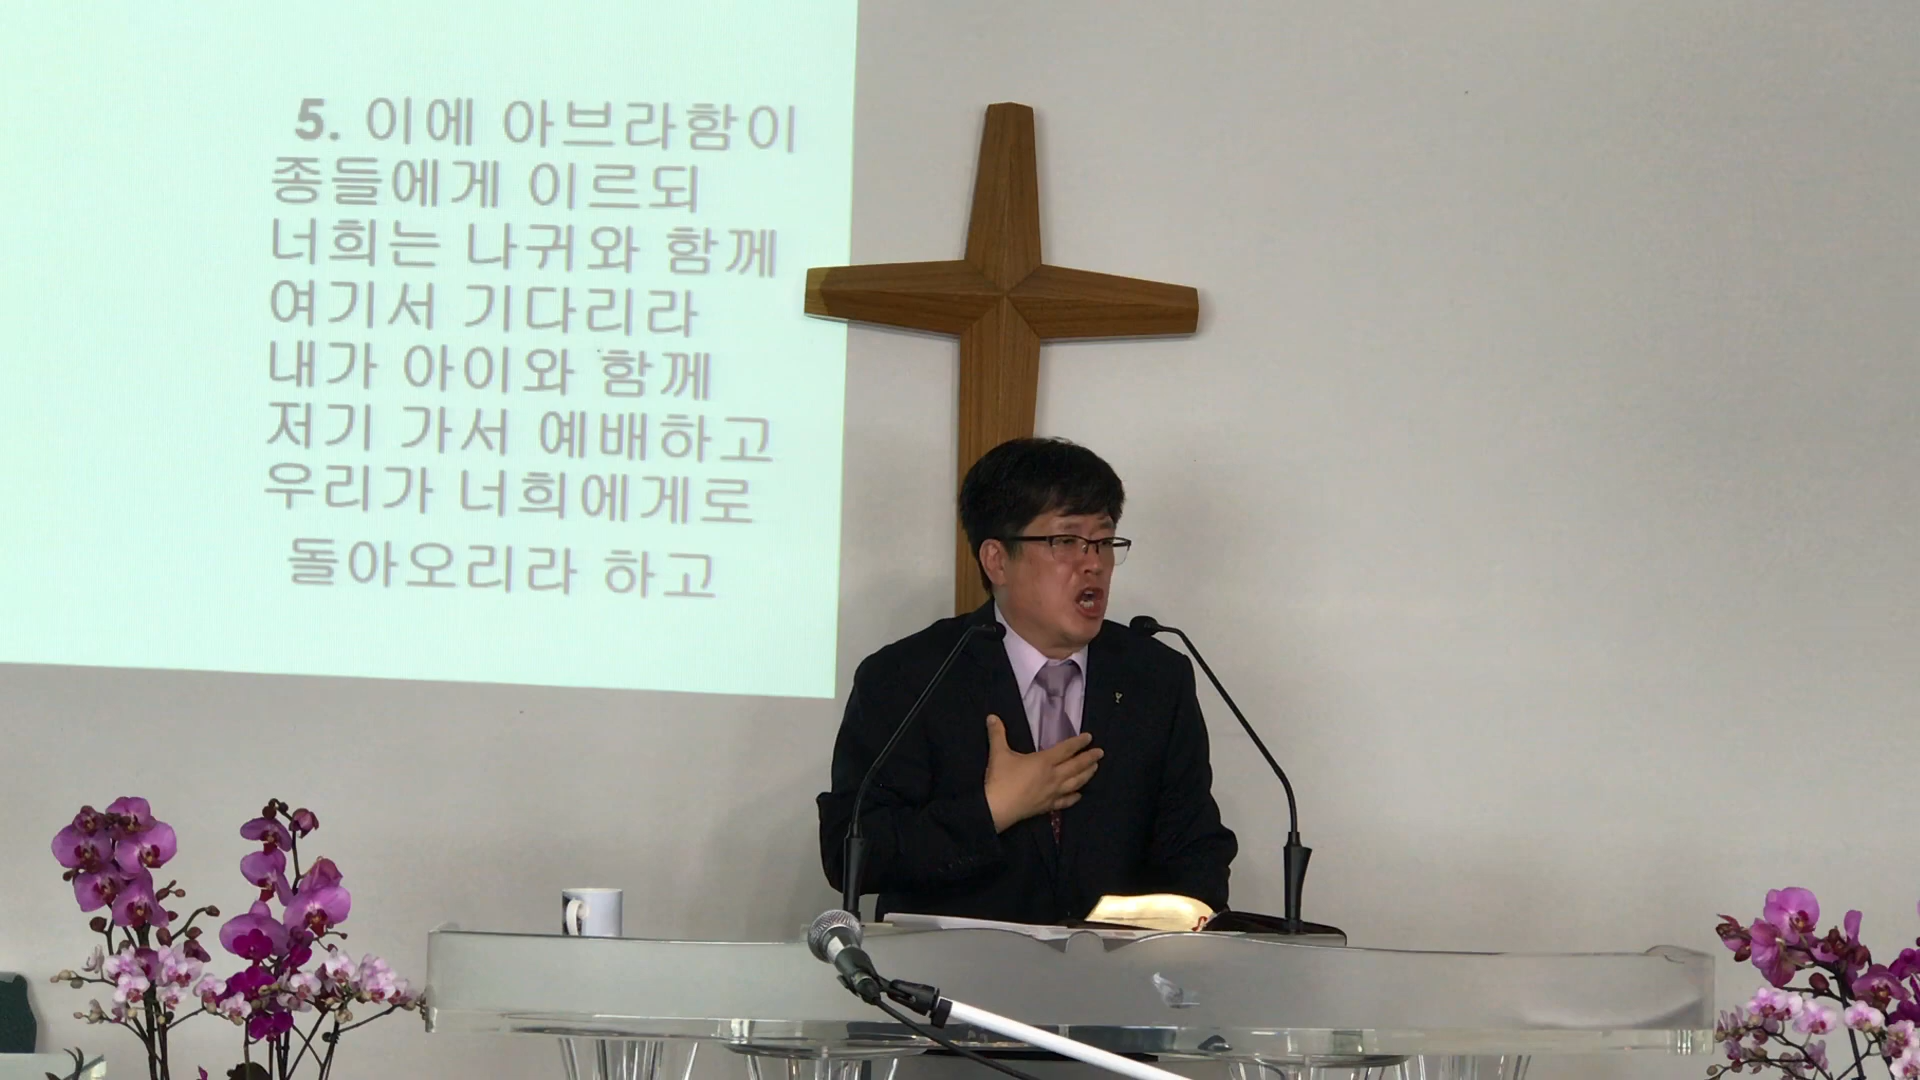 5. 이에 아브라함이
종들에게 이르되
너희는 나귀와 함께
여기서 기다리라
내가 아이와 함께
저기 가서 예배하고
우리가 너희에게로
돌아오리라 하고